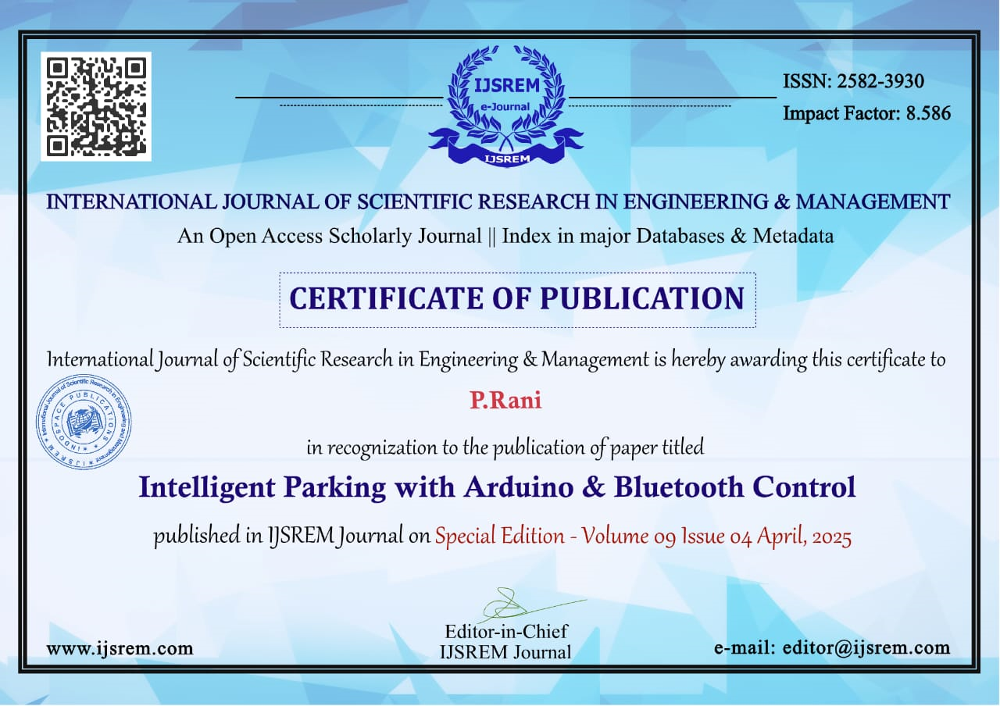 IJSREM
e-Journal
IJSREM
ISSN: 2582-3930
Impact Factor: 8.586
INTERNATIONAL JOURNAL OF SCIENTIFIC RESEARCH IN ENGINEERING & MANAGEMENT
An Open Access Scholarly Journal || Index in major Databases & Metadata
CERTIFICATE OF PUBLICATION
International Journal of Scientific Research in Engineering & Management is hereby awarding this certificate to
P.Rani
International Journal of Scientific Research in Engineering and Management
IJSREM
INDOSPACE PUBLICATIONS
in recognization to the publication of paper titled
Intelligent Parking with Arduino & Bluetooth Control
published in IJSREM Journal on Special Edition - Volume 09 Issue 04 April, 2025
Editor-in-Chief
IJSREM Journal
www.ijsrem.com
e-mail: editor@ijsrem.com